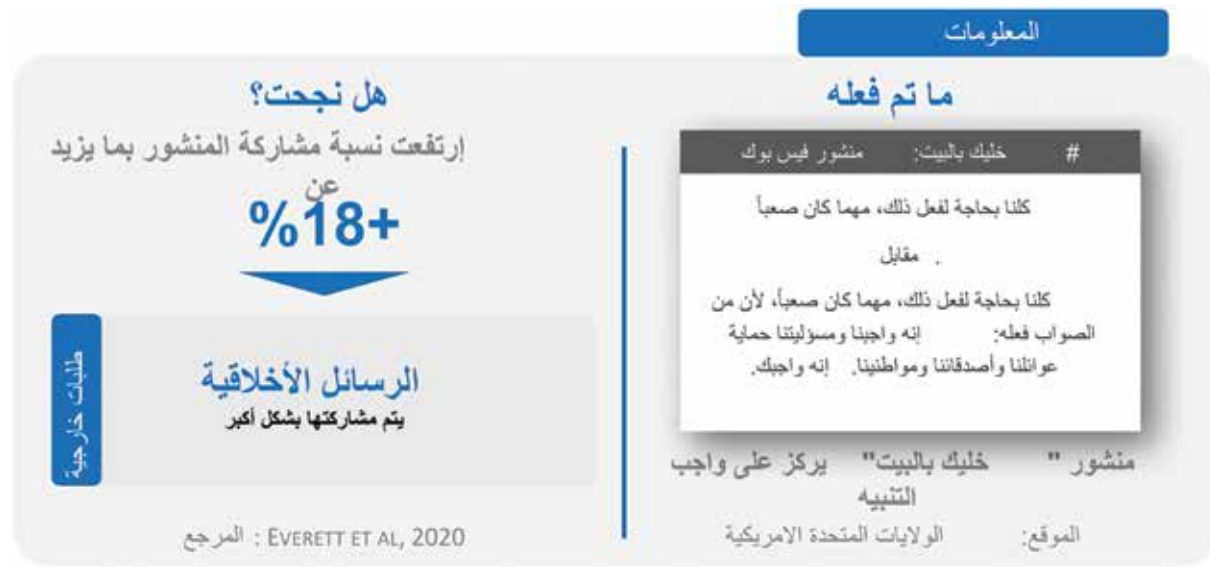 المعلومات
ما تم فعله
# خليك بالبيت: منشور فيس بوك
كلنا بحاجة لفعل ذلك، مهما كان صعباً
. مقابل
كلنا بحاجة لفعل ذلك، مهما كان صعباً، لأن من
الصواب فعله: إنه واجبنا ومسؤليتنا حماية
عوائلنا وأصدقائنا ومواطنينا. إنه واجبك.
منشور " خليك بالبيت" يركز على واجب
التنبيه
الموقع: الولايات المتحدة الامريكية
هل نجحت؟
إرتفعت نسبة مشاركة المنشور بما يزيد
عن
%18+
الرسائل الأخلاقية
يتم مشاركتها بشكل أكبر
طلبات خارجية
EVERETT ET AL, 2020 : المرجع